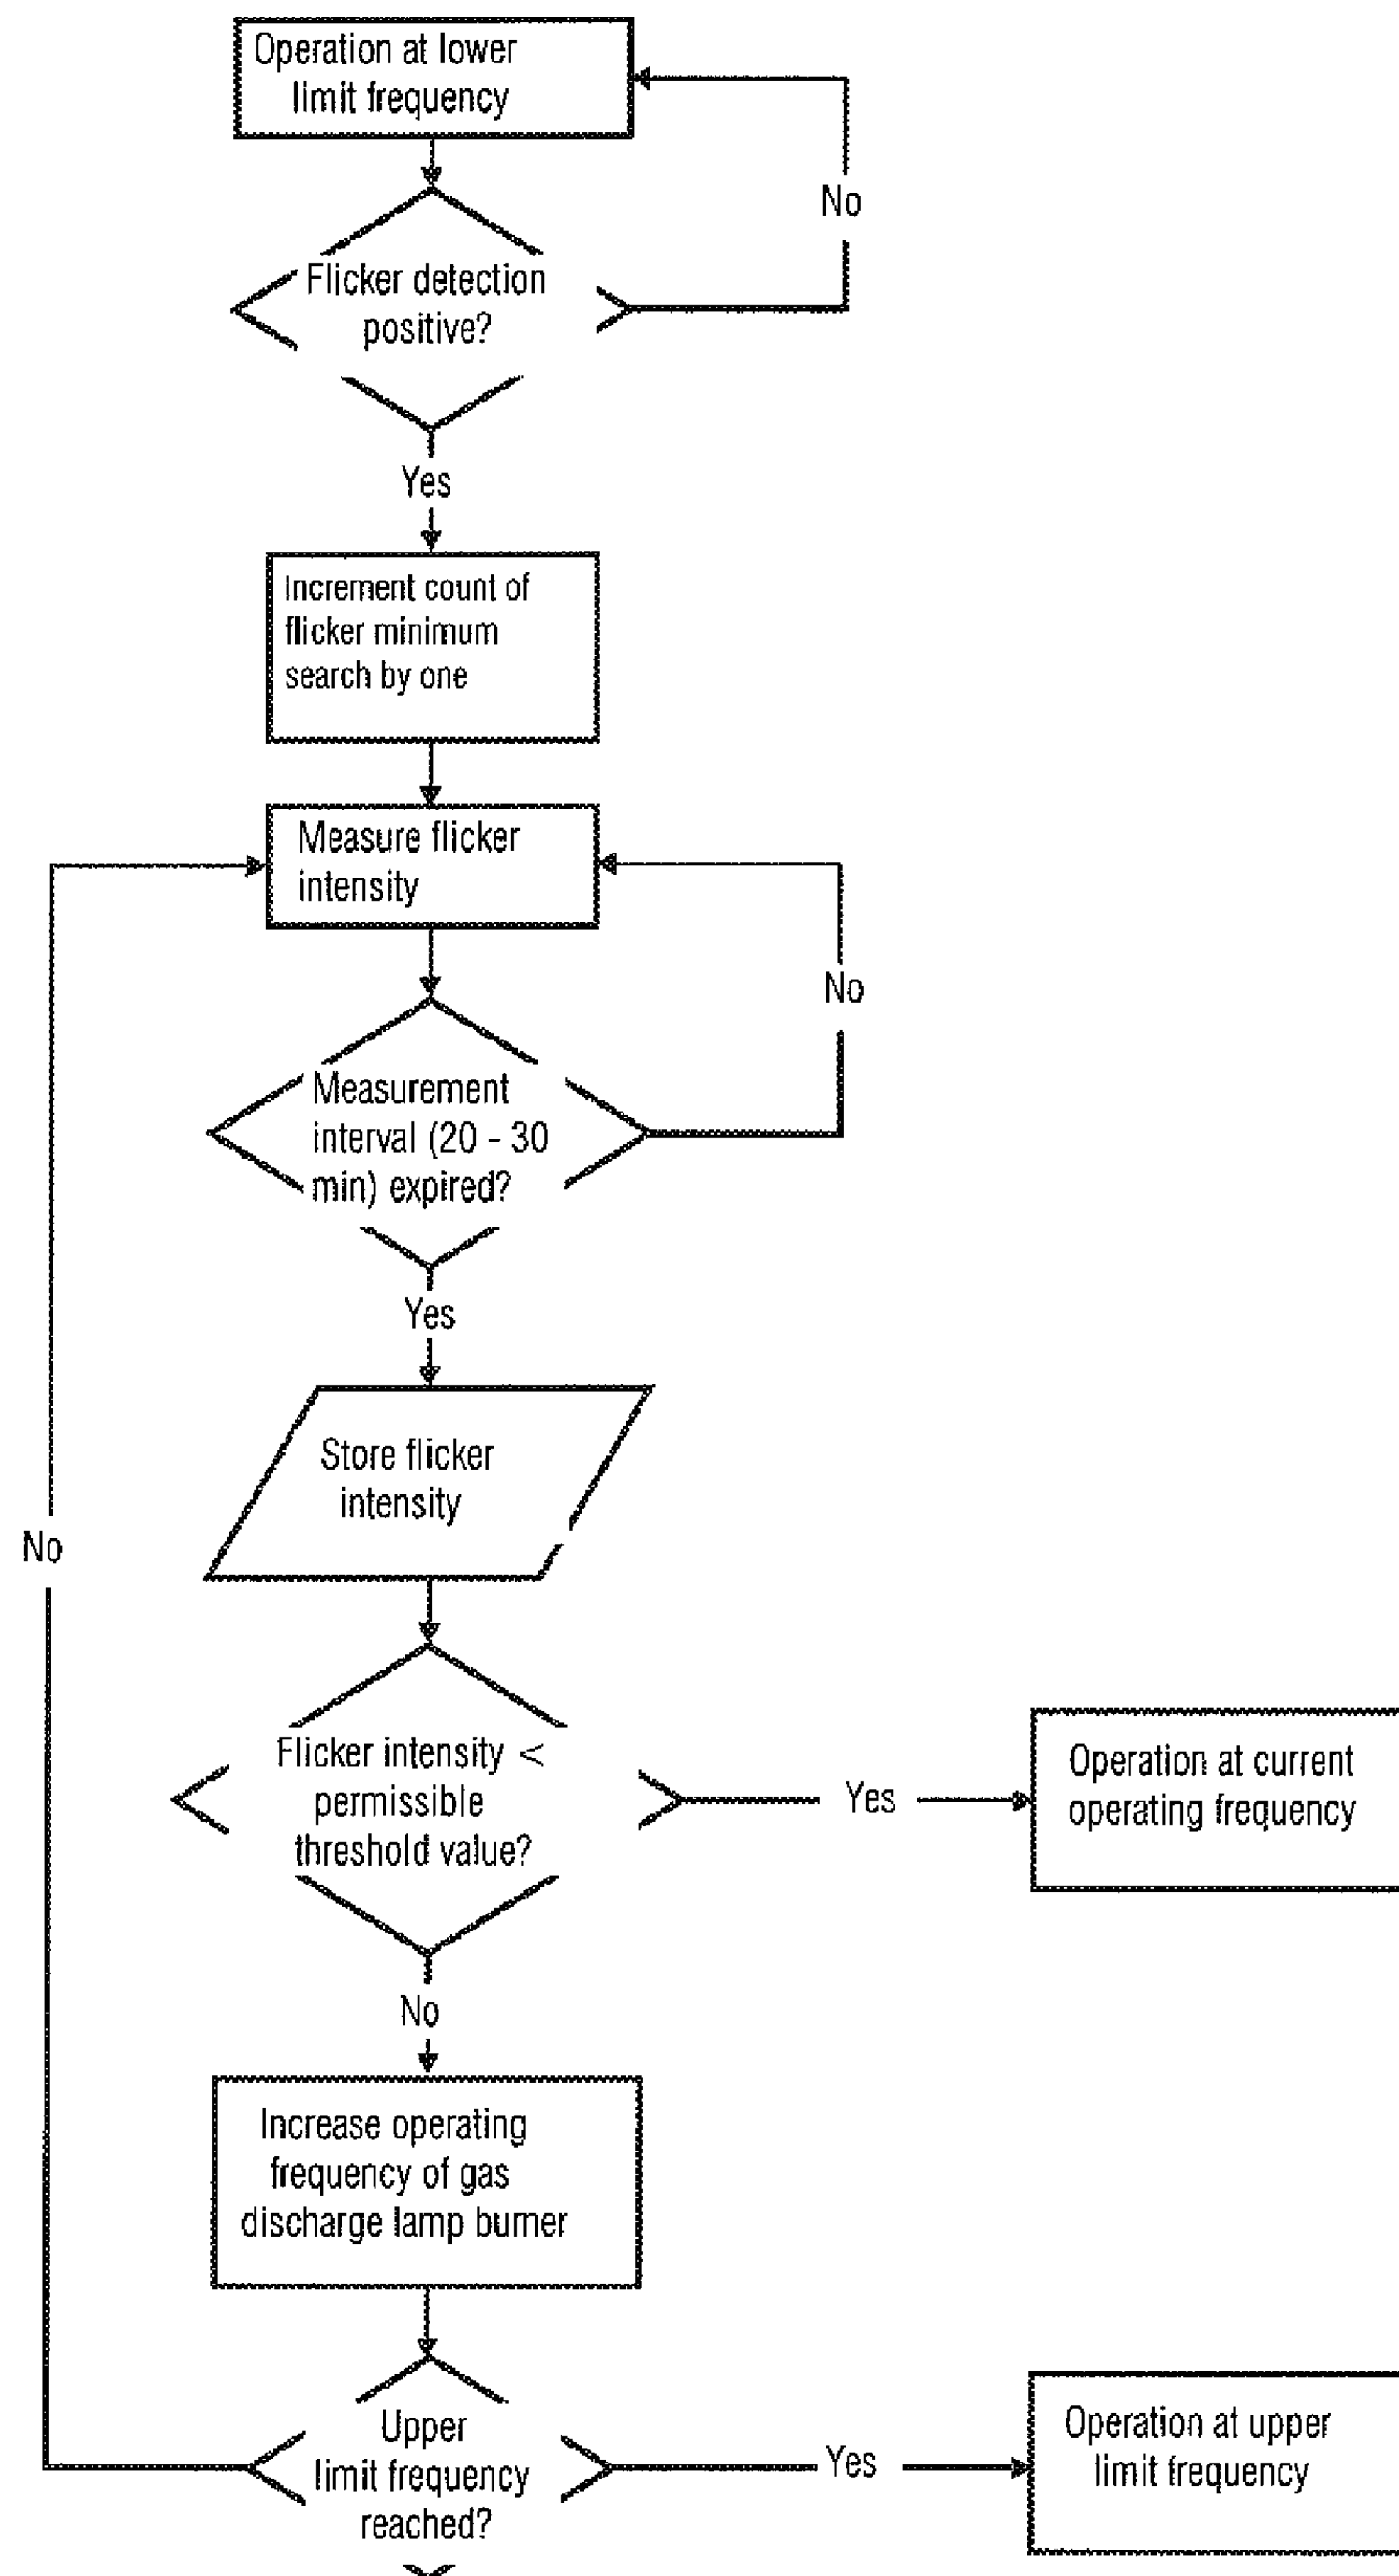 Operation at lower
limit frequency
No
Flicker detection
positive?
Yes
Increment count of
flicker minimum
search by one
Measure flicker
intensity
No
Measurement
interval (20 - 30
min) expired?
Yes
Store flicker
intensity
No
Flicker intensity <
permissible
threshold value?
Yes
Operation at current
operating frequency
No
Increase operating
frequency of gas
discharge lamp burner
Upper
limit frequency
reached?
Yes
Operation at upper
limit frequency